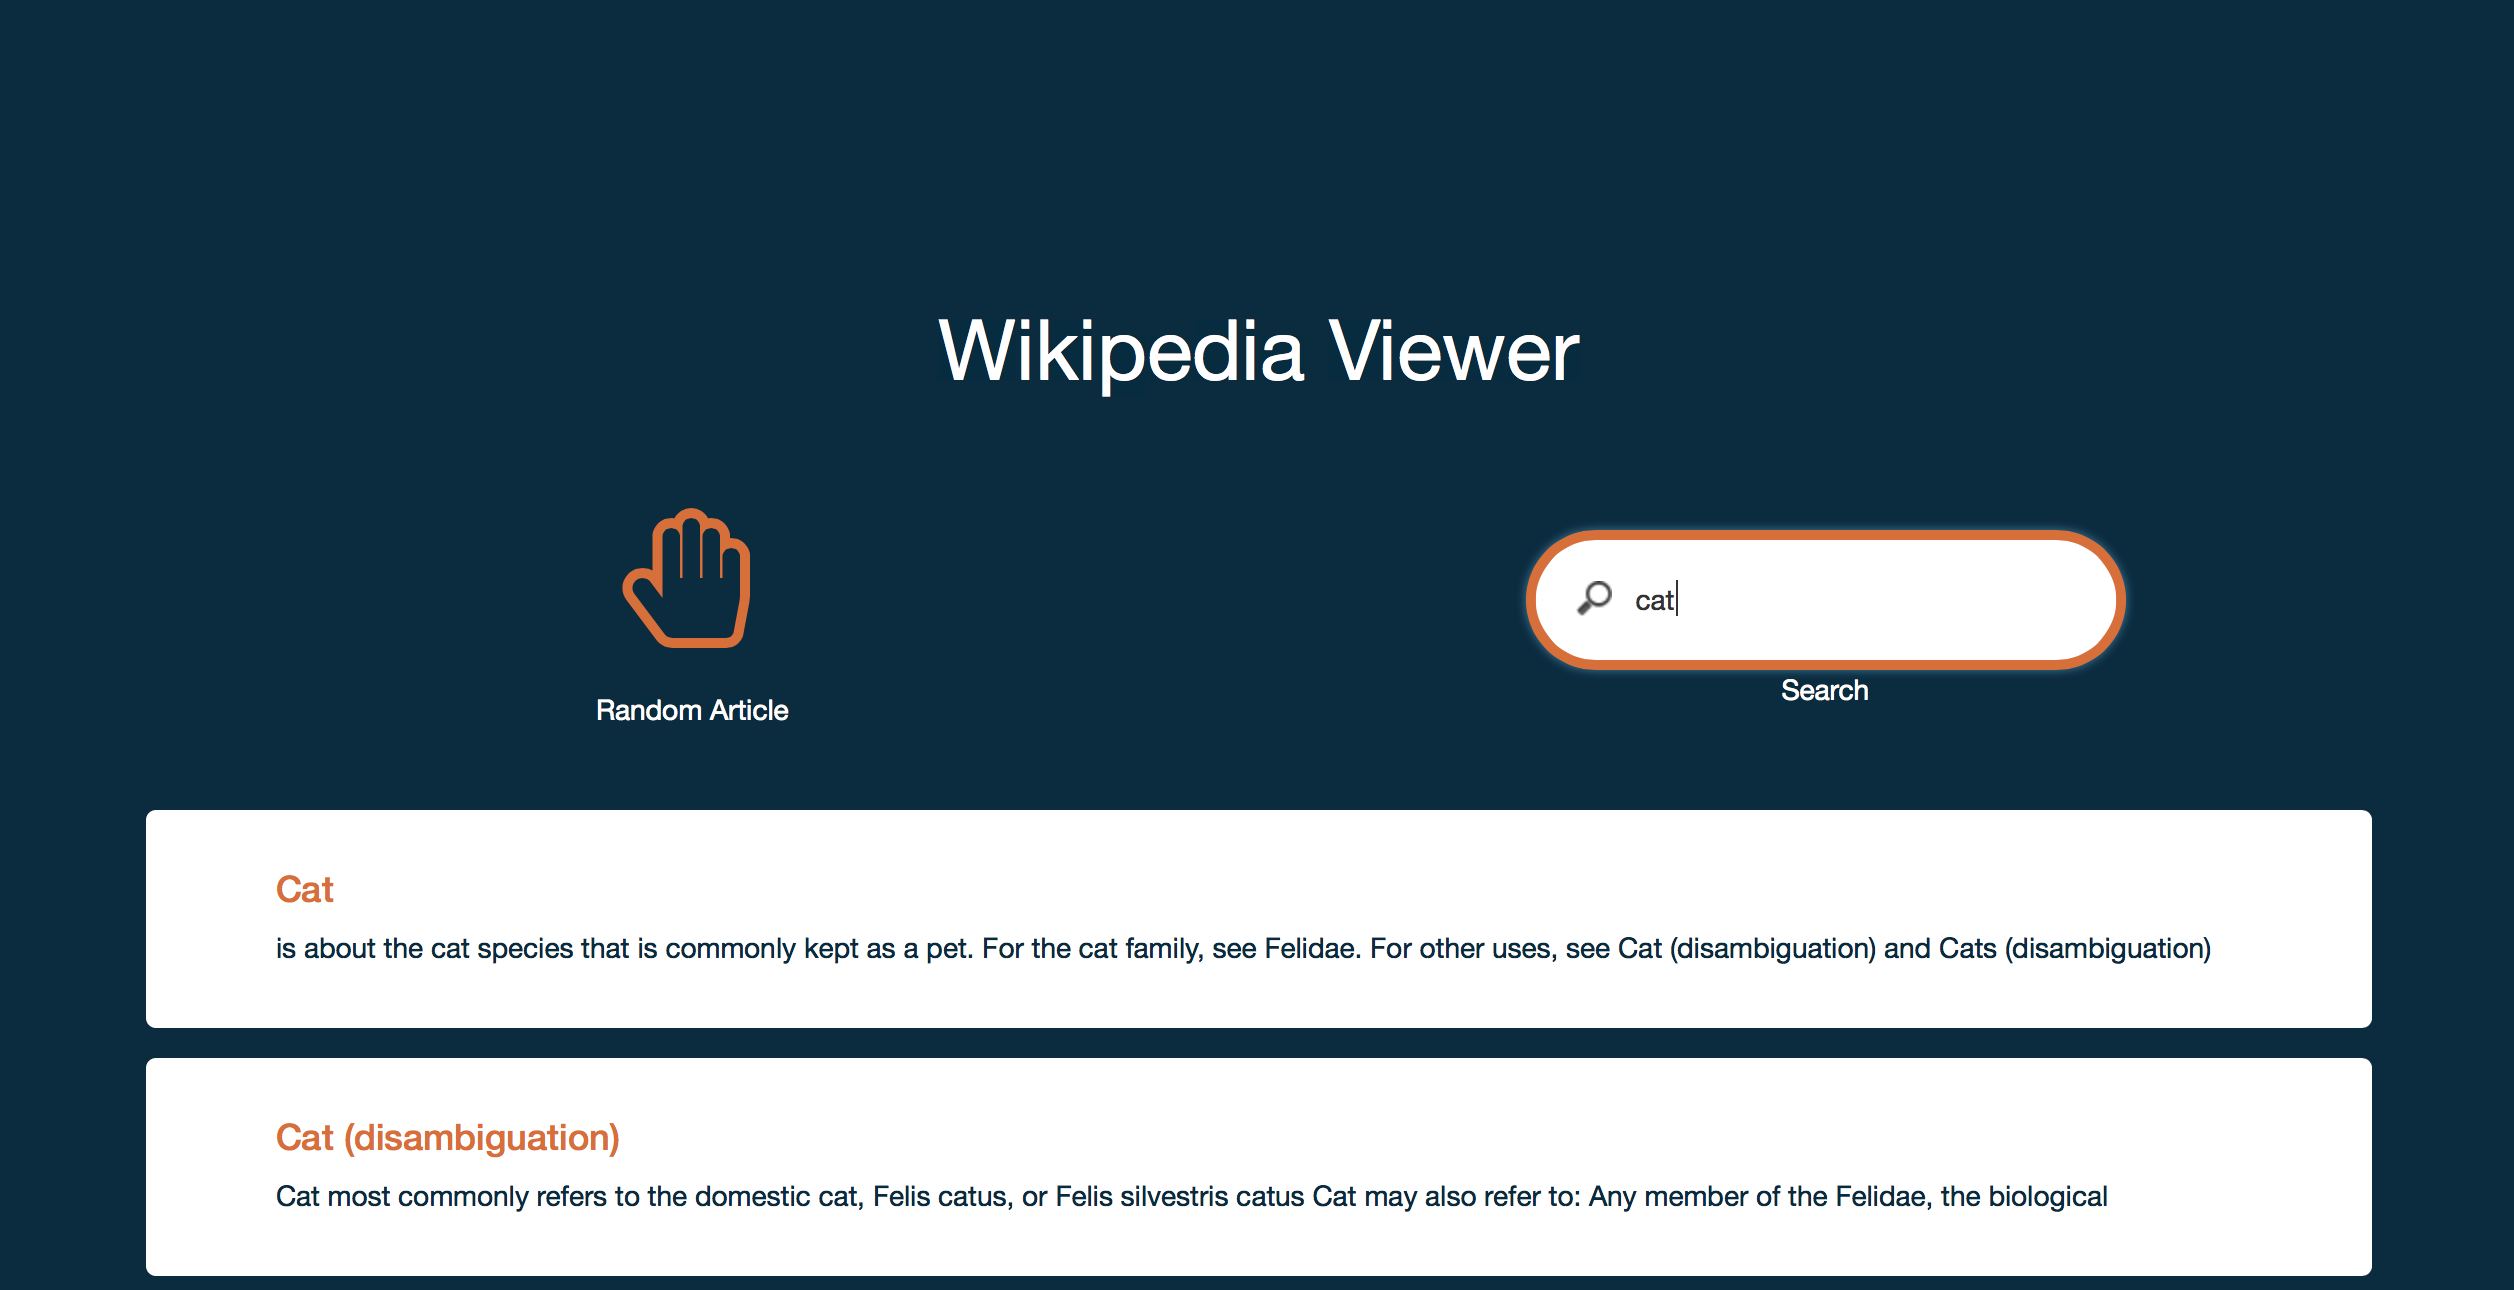 Wikipedia Viewer
cat
Random Article
Search
Cat
is about the cat species that is commonly kept as a pet. For the cat family, see Felidae. For other uses, see Cat (disambiguation) and Cats (disambiguation)
Cat (disambiguation)
Cat most commonly refers to the domestic cat, Felis catus, or Felis silvestris catus Cat may also refer to: Any member of the Felidae, the biological